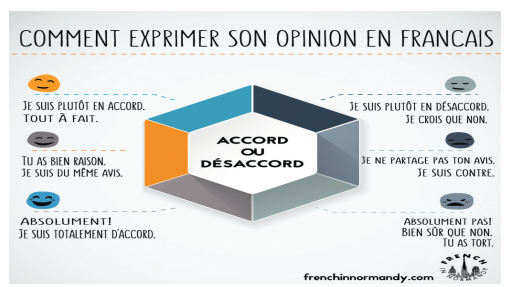 COMMENT EXPRIMER SON OPINION EN FRANCAIS
JE SUIS PLUTÔT EN ACCORD.
TOUT À FAIT.
TU AS BIEN RAISON.
JE SUIS DU MÊME AVIS.
ABSOLUMENT!
JE SUIS TOTALEMENT D'ACCORD.
ACCORD
OU
DÉSACCORD
JE SUIS PLUTÔT EN DÉSACCORD.
JE CROIS QUE NON.
JE NE PARTAGE PAS TON AVIS.
JE SUIS CONTRE.
ABSOLUMENT PAS!
BIEN SÛR QUE NON.
TU AS TORT.
frenchinnormandy.com
FRENCH
IN NORMANDY